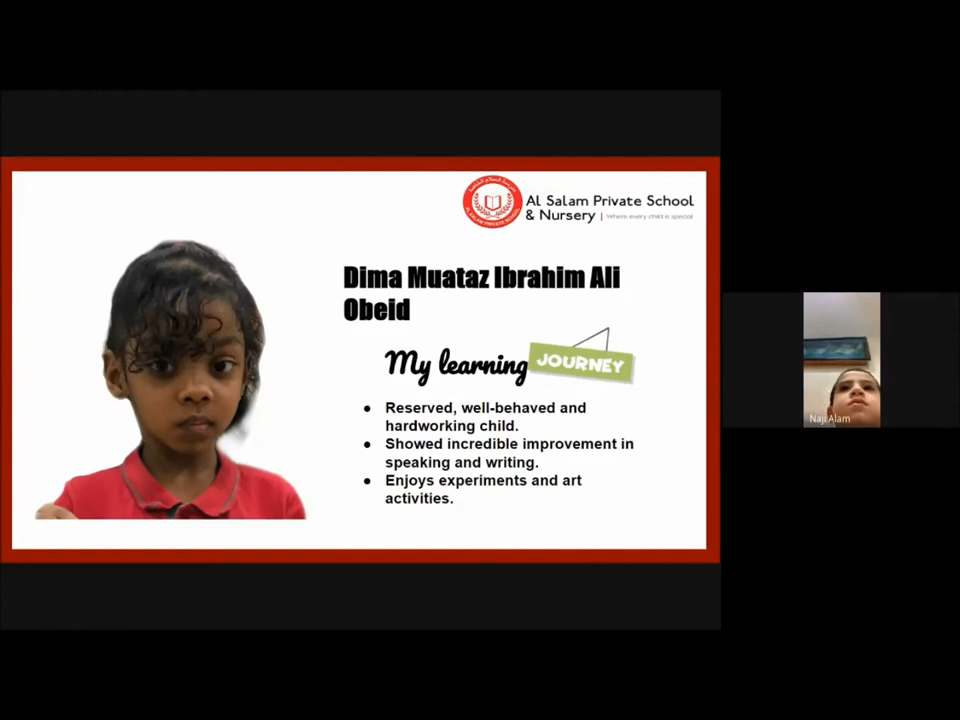 Al Salam Private School
& Nursery | Where every child is special
Dima Muataz Ibrahim Ali
Obeid
My learning JOURNEY
● Reserved, well-behaved and
hardworking child.
● Showed incredible improvement in
speaking and writing.
● Enjoys experiments and art
activities.
Naji Alam